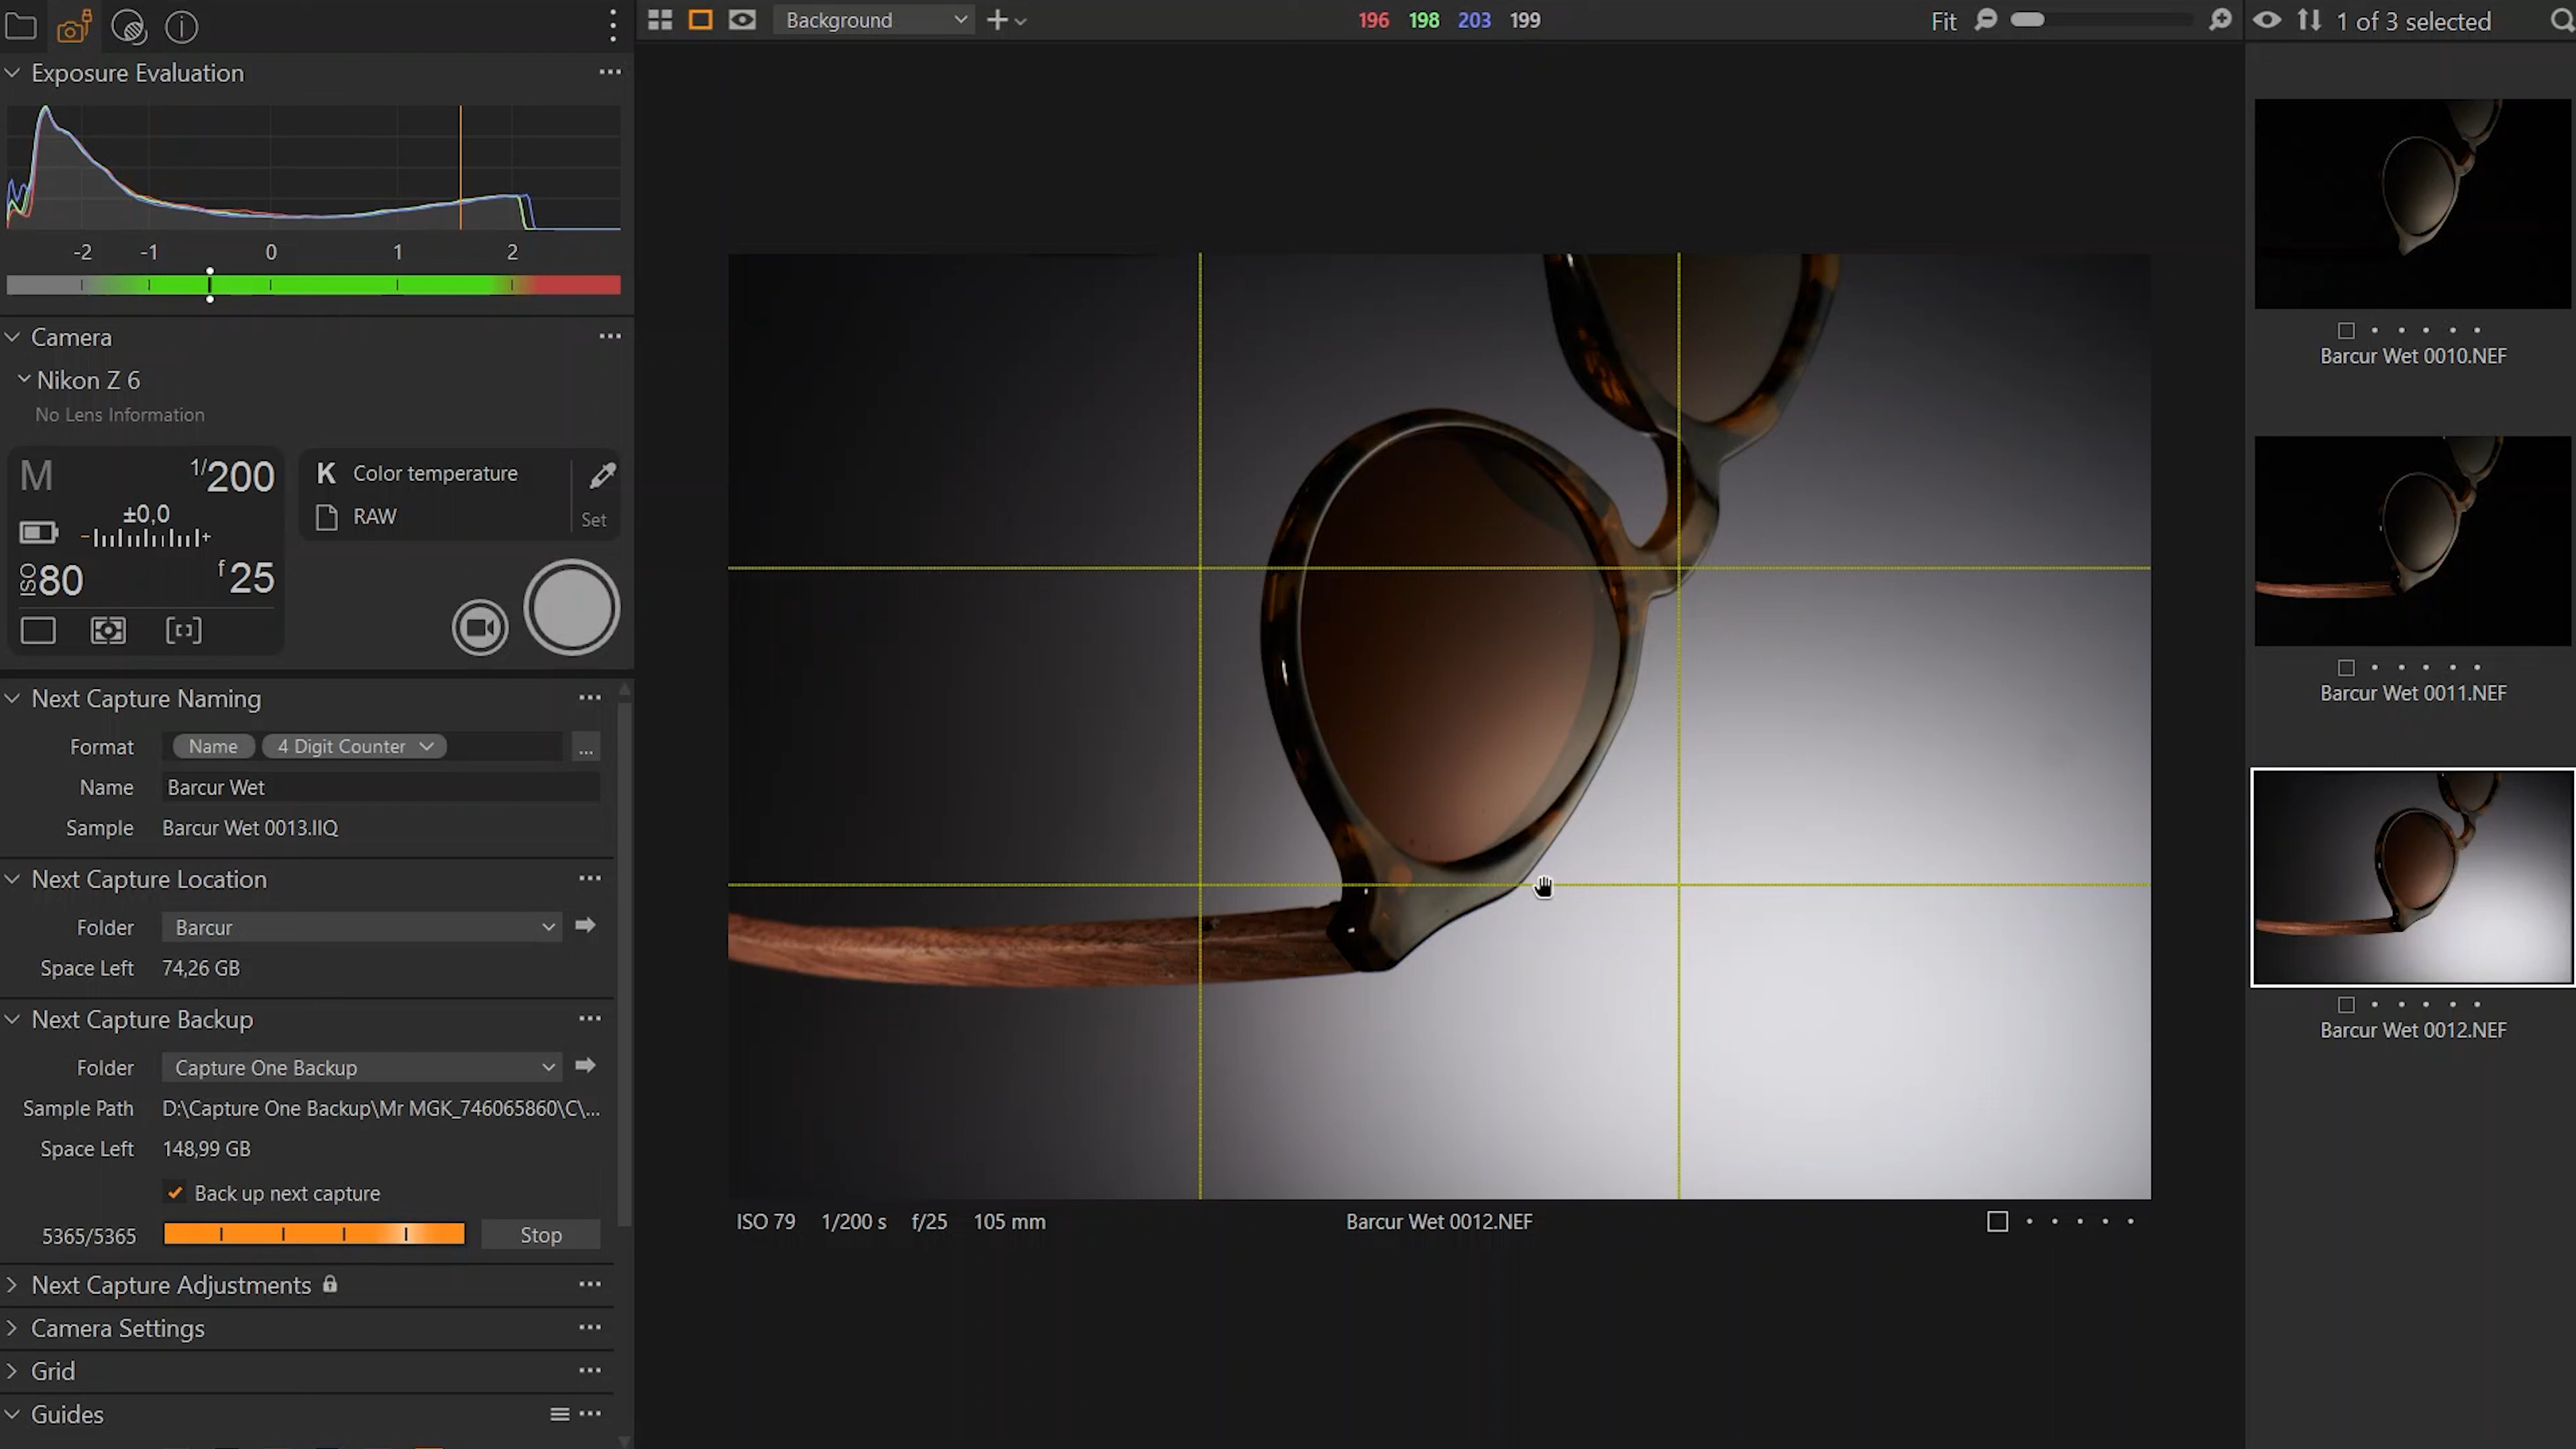 Background
196 198 203 199
Fit
1 of 3 selected
Exposure Evaluation
-2 -1 0 1 2
Camera
Nikon Z 6
No Lens Information
M 1/200
±0,0
- +
ISO 80 f 25
K Color temperature
RAW
Set
Next Capture Naming
Format Name 4 Digit Counter ...
Name Barcur Wet
Sample Barcur Wet 0013.IIQ
Next Capture Location
Folder Barcur
Space Left 74,26 GB
Next Capture Backup
Folder Capture One Backup
Sample Path D:\Capture One Backup\Mr MGK_746065860\C\...
Space Left 148,99 GB
Back up next capture
5365/5365 Stop
Next Capture Adjustments
Camera Settings
Grid
Guides
ISO 79 1/200 s f/25 105 mm
Barcur Wet 0012.NEF
Barcur Wet 0010.NEF
Barcur Wet 0011.NEF
Barcur Wet 0012.NEF